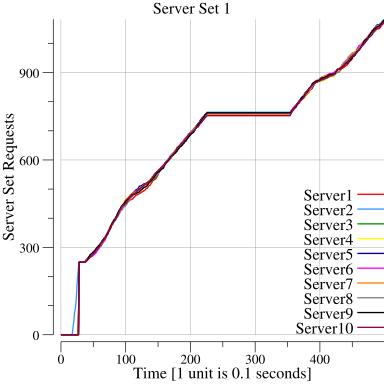 Server Set 1
Server Set Requests
900
600
300
0
Server1
Server2
Server3
Server4
Server5
Server6
Server7
Server8
Server9
Server10
0 100 200 300 400
Time [1 unit is 0.1 seconds]